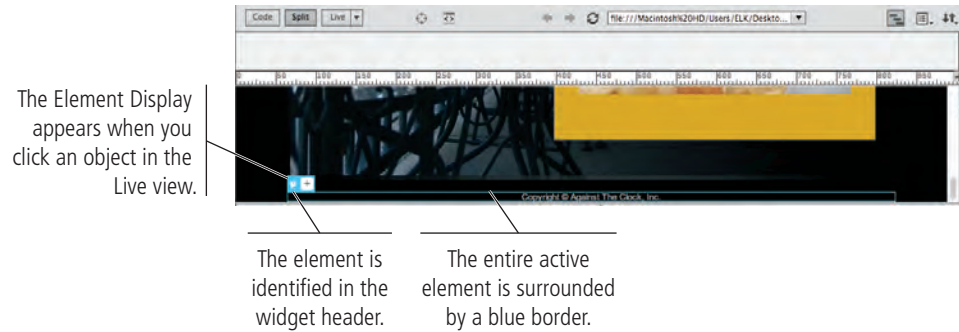 Code Split Live file:///Macintosh%20HD/Users/ELK/Deskto...
0 50 100 150 200 250 300 350 400 450 500 550 600 650 700 750 800 850
The Element Display
appears when you
click an object in the
Live view.
p +
Copyright © Against The Clock, Inc.
The element is
identified in the
widget header.
The entire active
element is surrounded
by a blue border.